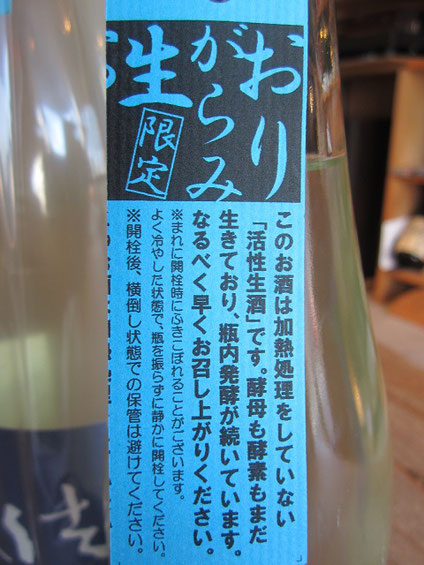 おり
がらみ
生
限定
このお酒は加熱処理をしていない
「活性生酒」です。酵母も酵素もまだ
生きており、瓶内発酵が続いています。
なるべく早くお召し上がりください。
※まれに開栓時にふきこぼれることがございます。
よく冷やした状態で、瓶を振らずに静かに開栓してください。
※開栓後、横倒し状態での保管は避けてください。